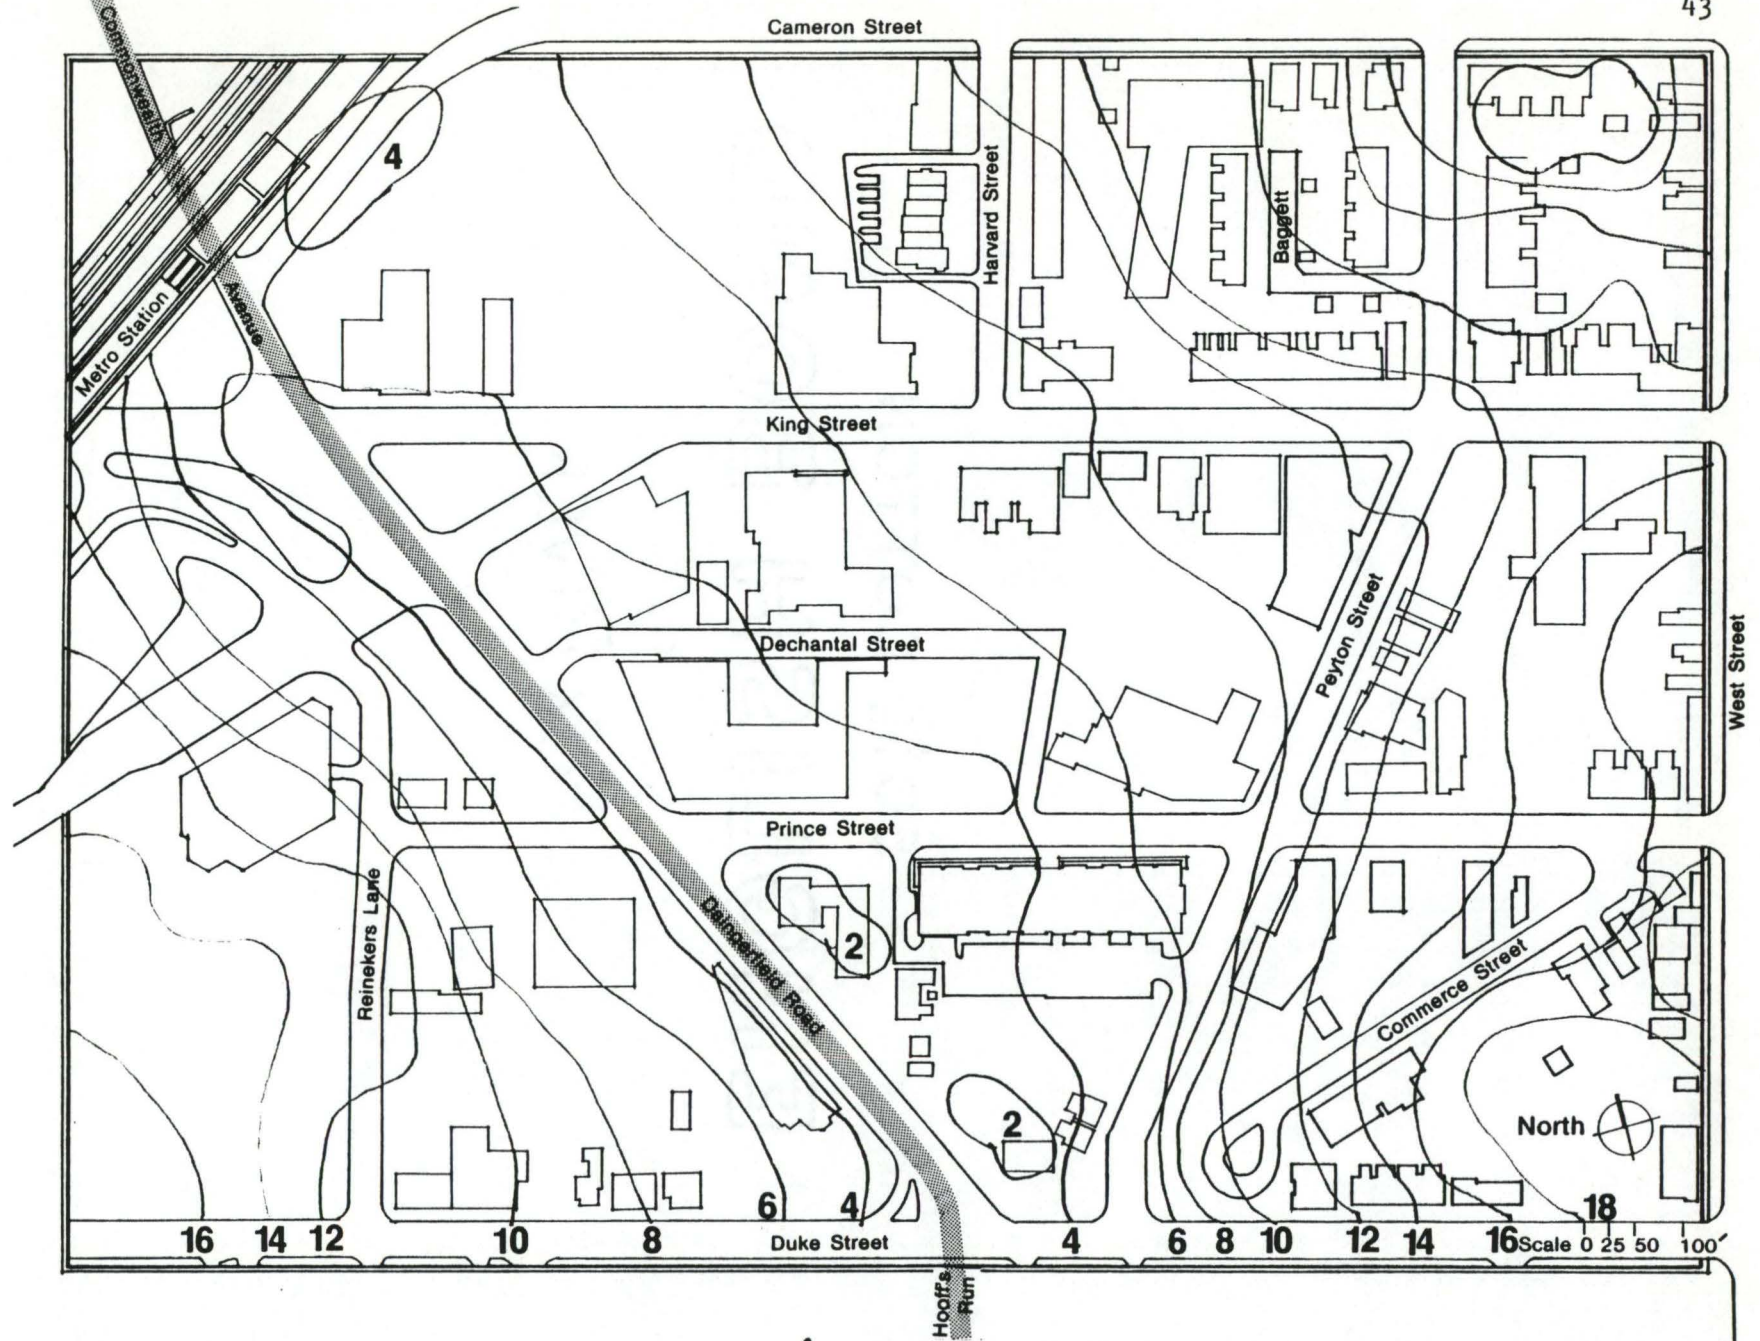 43
Cameron Street
Commonwealth
4
Harvard Street
Baggett
Avenue
Metro Station
King Street
Peyton Street
Dechantal Street
West Street
Prince Street
Reinekers Lane
Daingerfield Road
2
Commerce Street
2
North
6 4 18
16 14 12 10 8 Duke Street 4 6 8 10 12 14 16 Scale 0 25 50 100'
Hooff's
Run